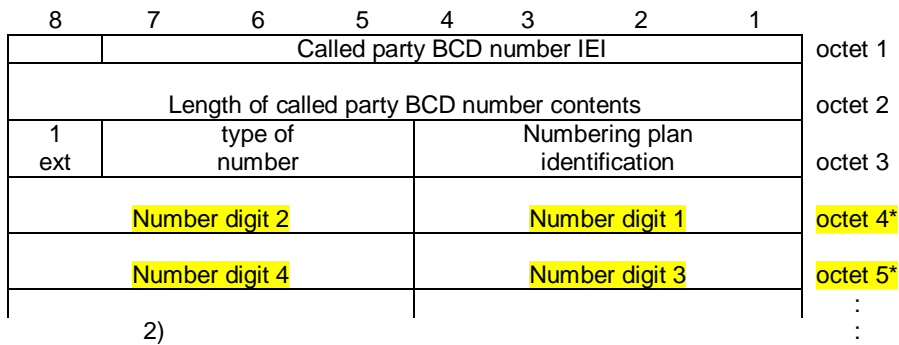 8 7 6 5 4 3 2 1
Called party BCD number IEI octet 1
Length of called party BCD number contents octet 2
1 type of Numbering plan
ext number identification octet 3
Number digit 2 Number digit 1 octet 4*
Number digit 4 Number digit 3 octet 5*
:
2) :